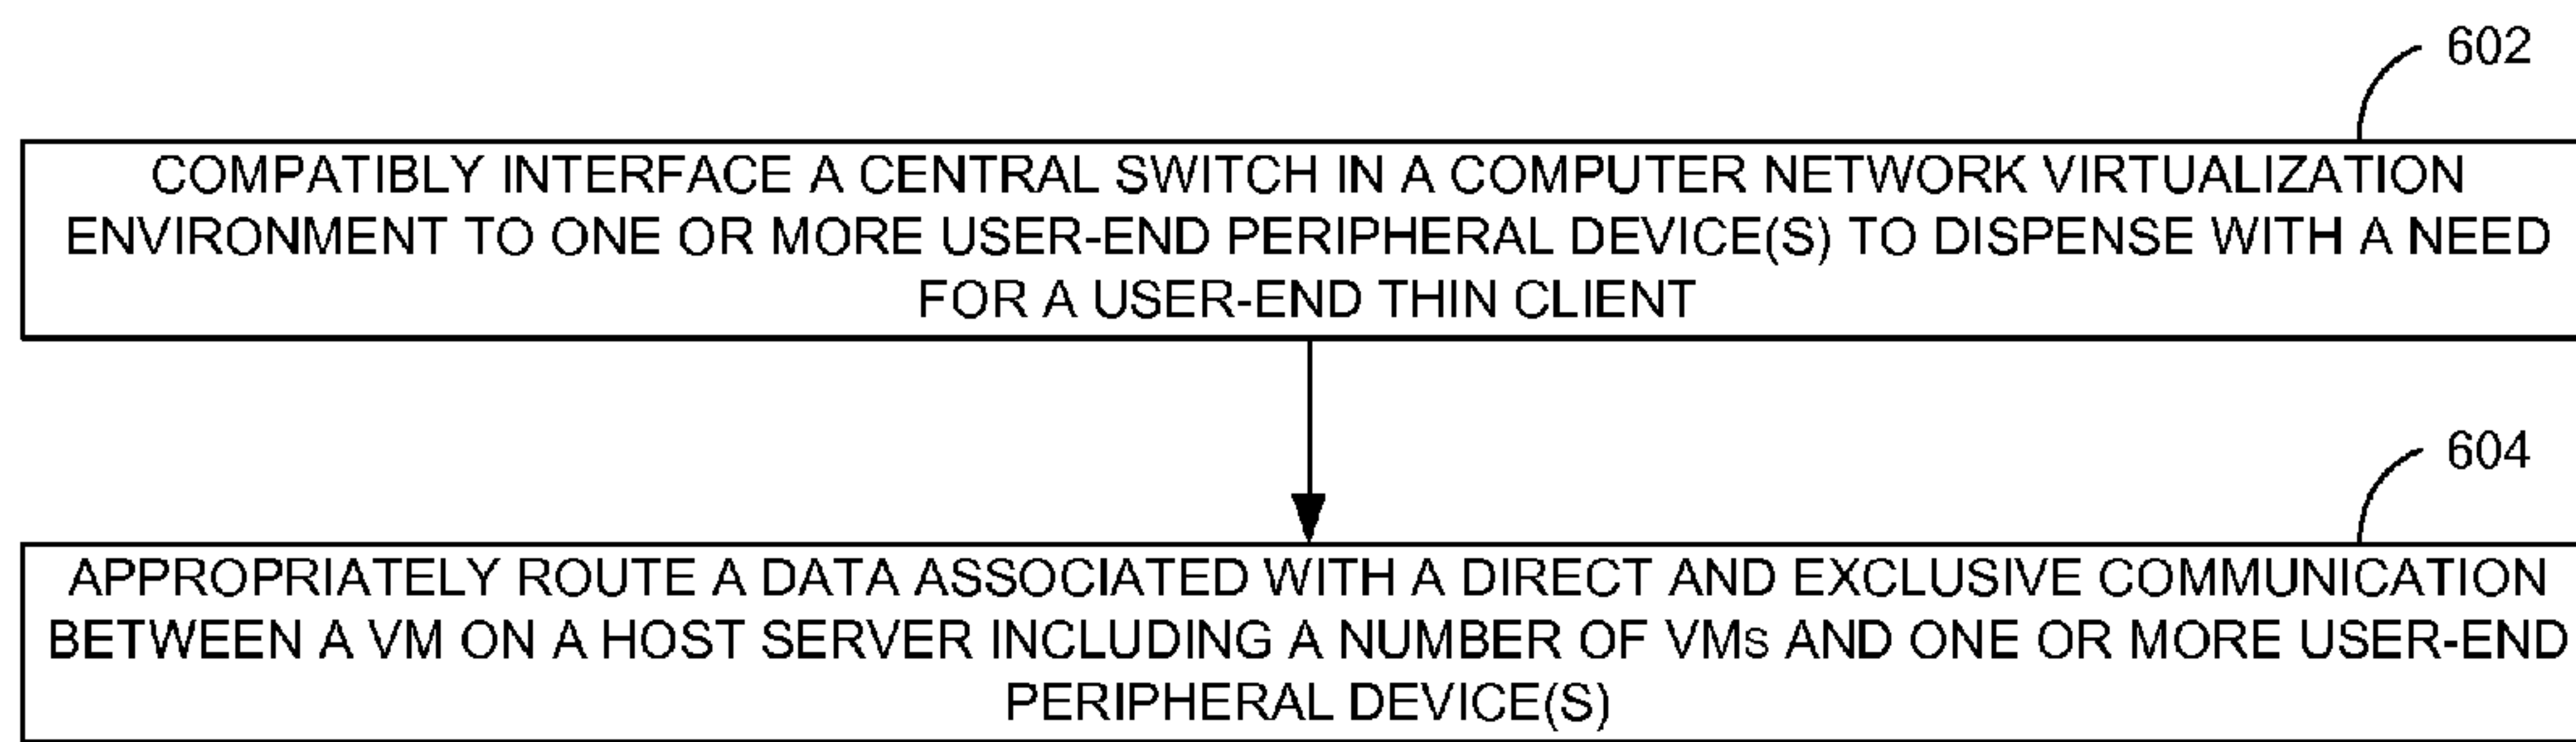 602
COMPATIBLY INTERFACE A CENTRAL SWITCH IN A COMPUTER NETWORK VIRTUALIZATION
ENVIRONMENT TO ONE OR MORE USER-END PERIPHERAL DEVICE(S) TO DISPENSE WITH A NEED
FOR A USER-END THIN CLIENT
604
APPROPRIATELY ROUTE A DATA ASSOCIATED WITH A DIRECT AND EXCLUSIVE COMMUNICATION
BETWEEN A VM ON A HOST SERVER INCLUDING A NUMBER OF VMs AND ONE OR MORE USER-END
PERIPHERAL DEVICE(S)